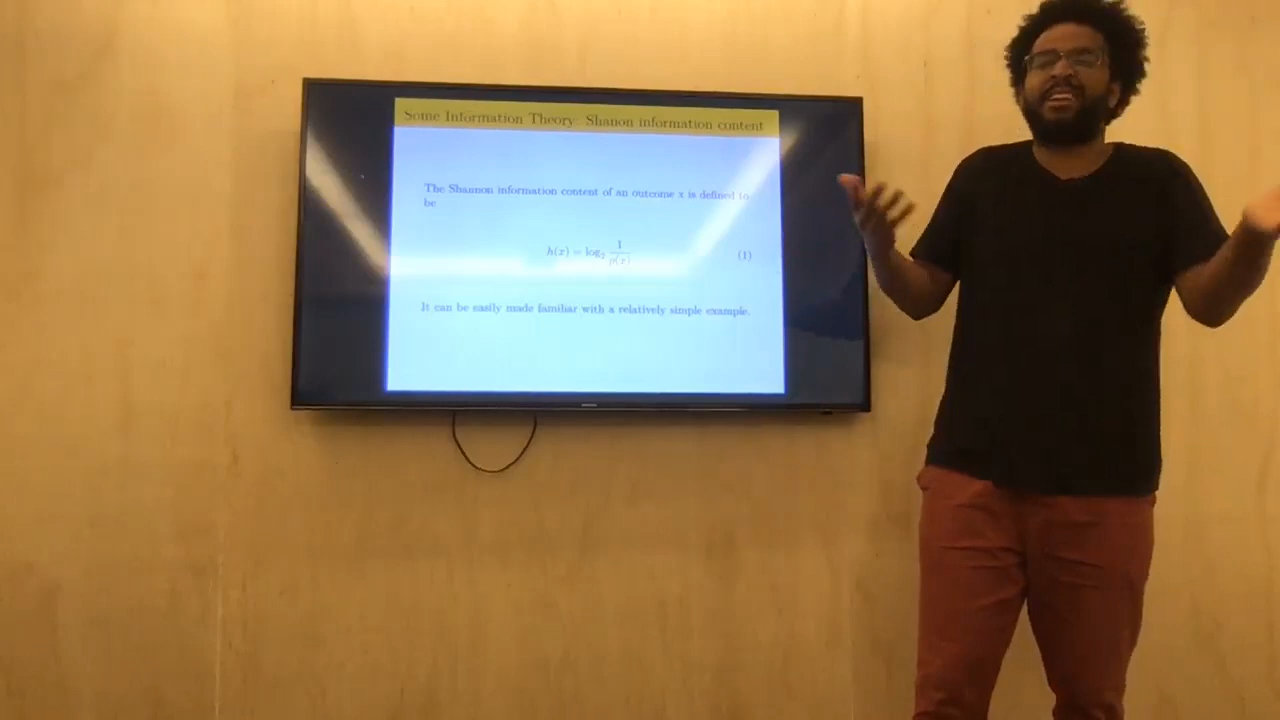 Some Information Theory: Shanon information content
The Shannon information content of an outcome x is defined to
be
h(x) = log₂ 1/p(x) (1)
It can be easily made familiar with a relatively simple example.